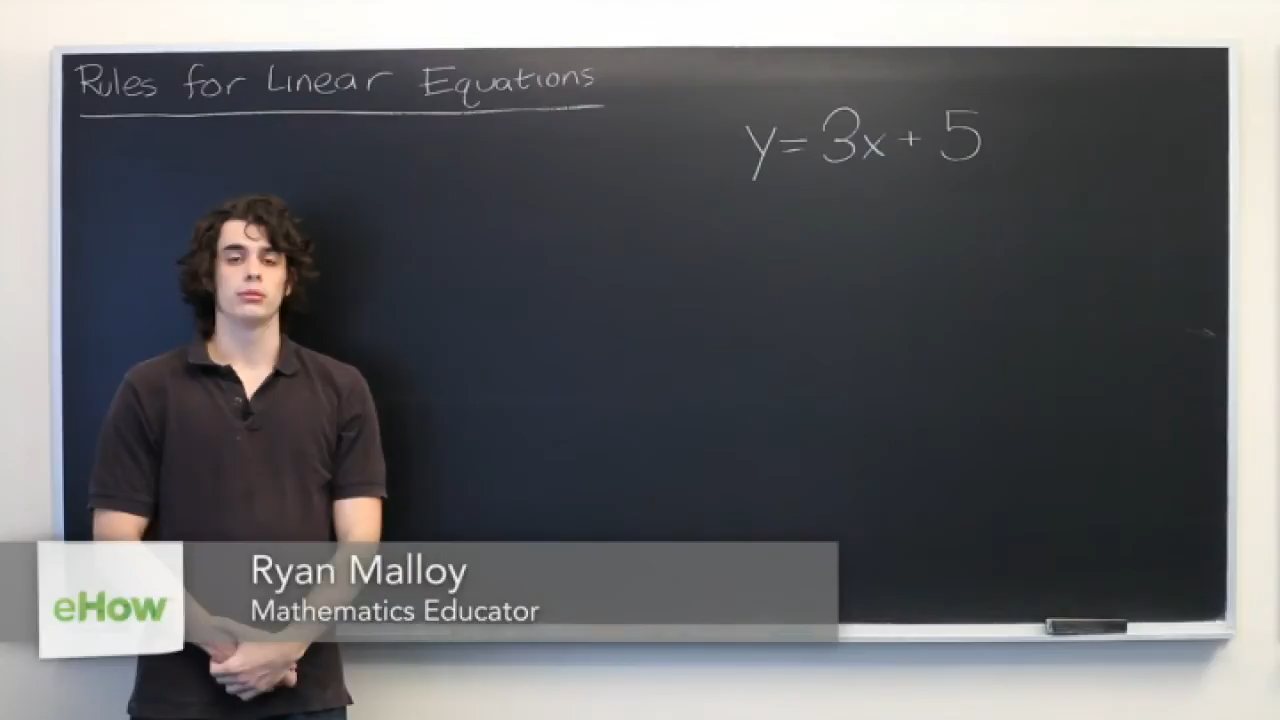 Rules for Linear Equations
y=3x+5
Ryan Malloy
Mathematics Educator
eHow